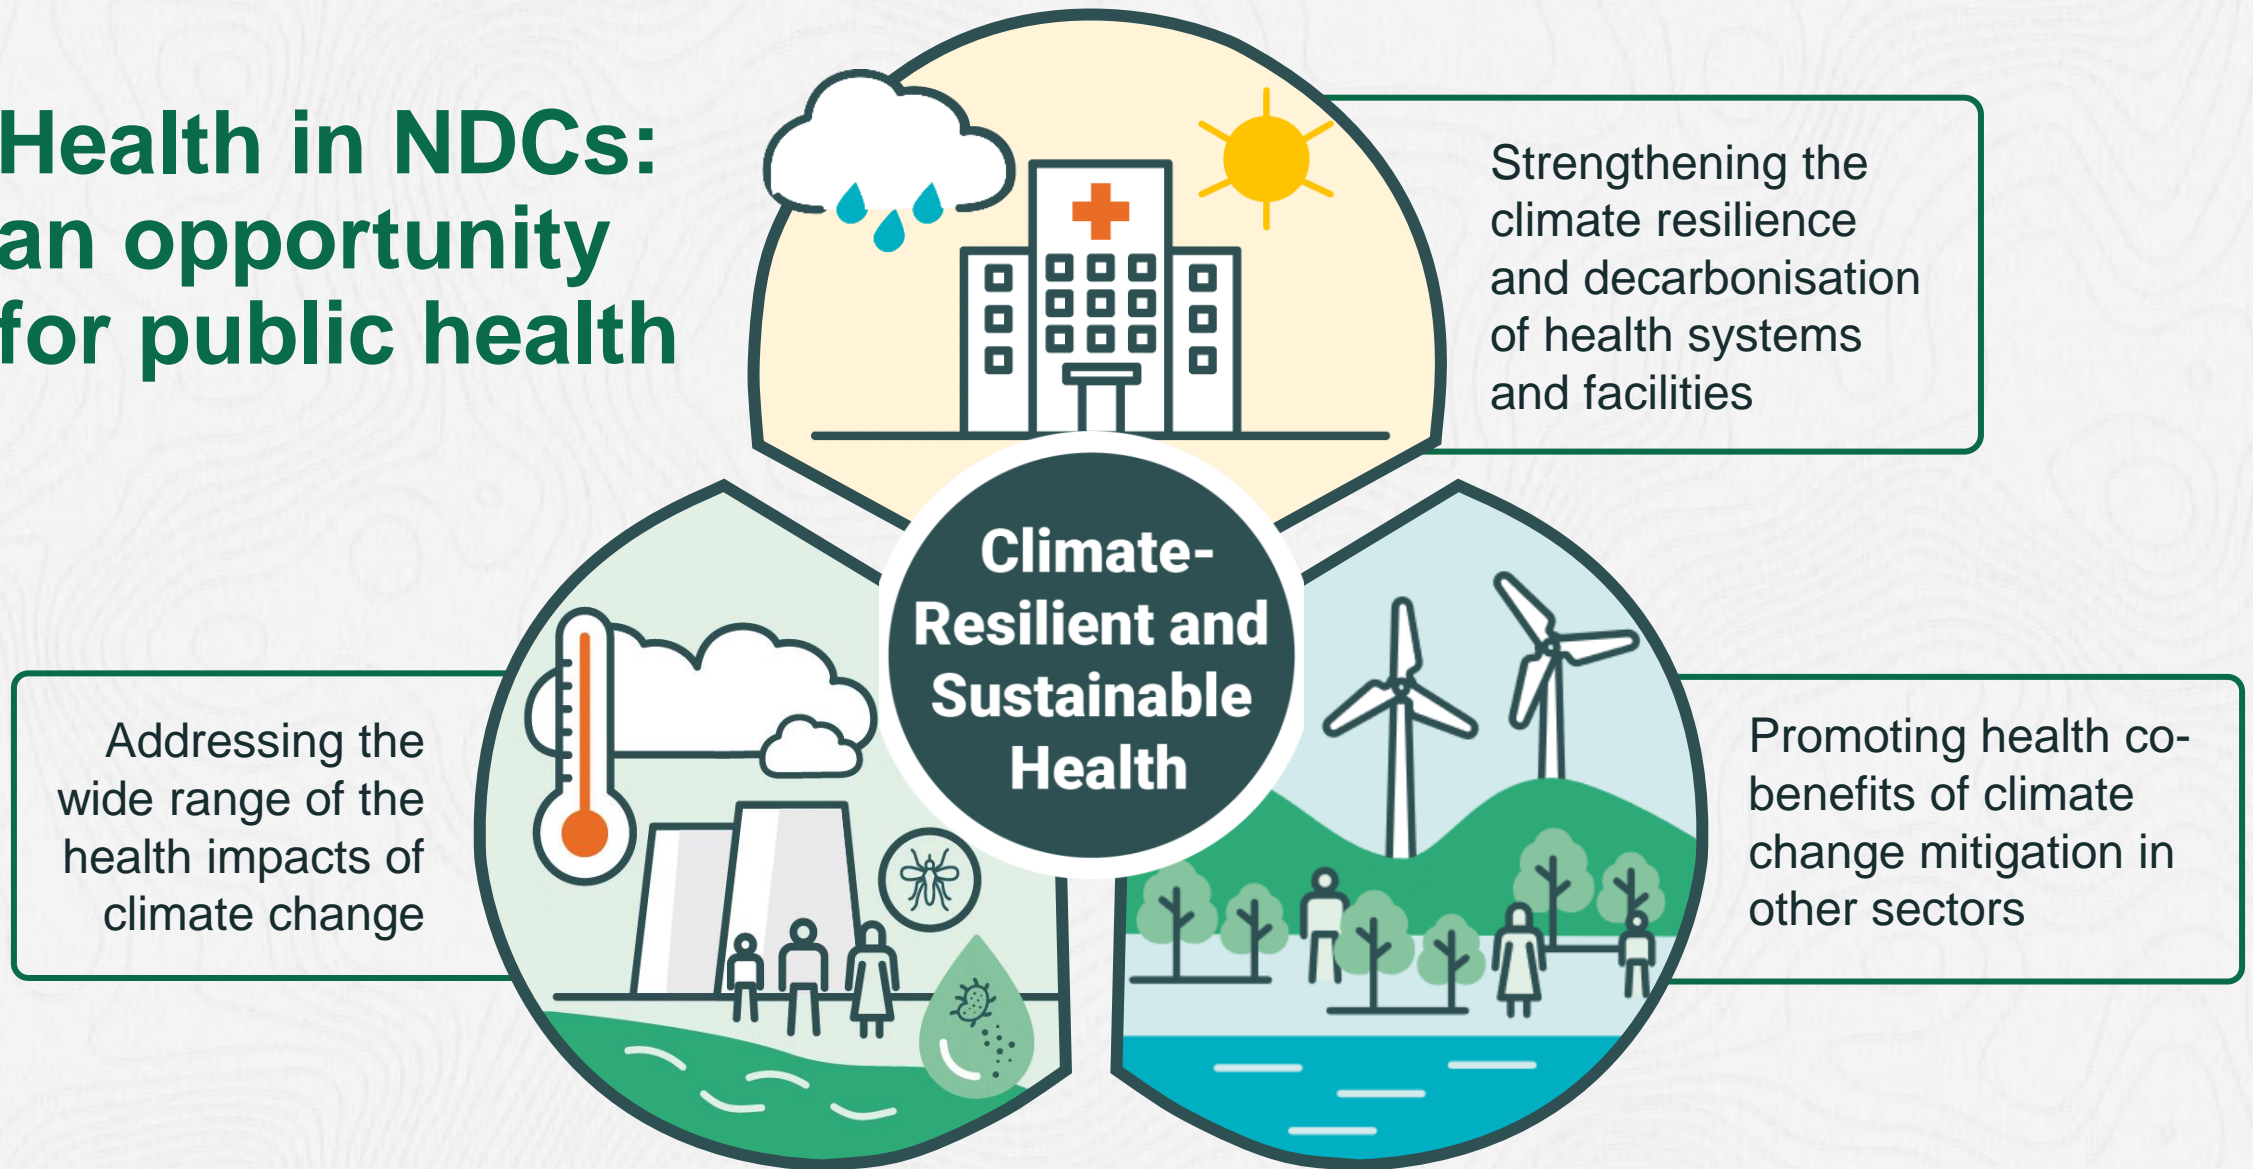 Health in NDCs:
an opportunity
for public health
Strengthening the
climate resilience
and decarbonisation
of health systems
and facilities
Climate-
Resilient and
Sustainable
Health
Addressing the
wide range of the
health impacts of
climate change
Promoting health co-
benefits of climate
change mitigation in
other sectors